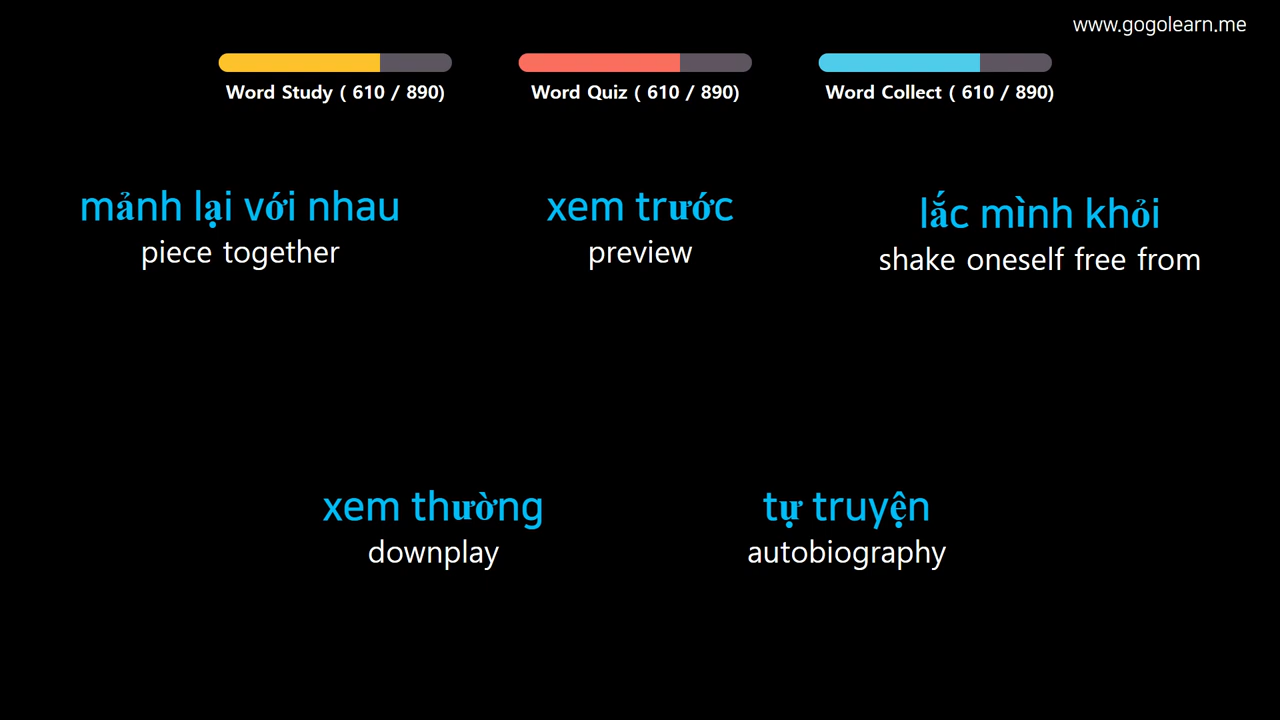 www.gogolearn.me
Word Study ( 610 / 890)
Word Quiz ( 610 / 890)
Word Collect ( 610 / 890)
mảnh lại với nhau
piece together
xem trước
preview
lắc mình khỏi
shake oneself free from
xem thường
downplay
tự truyện
autobiography